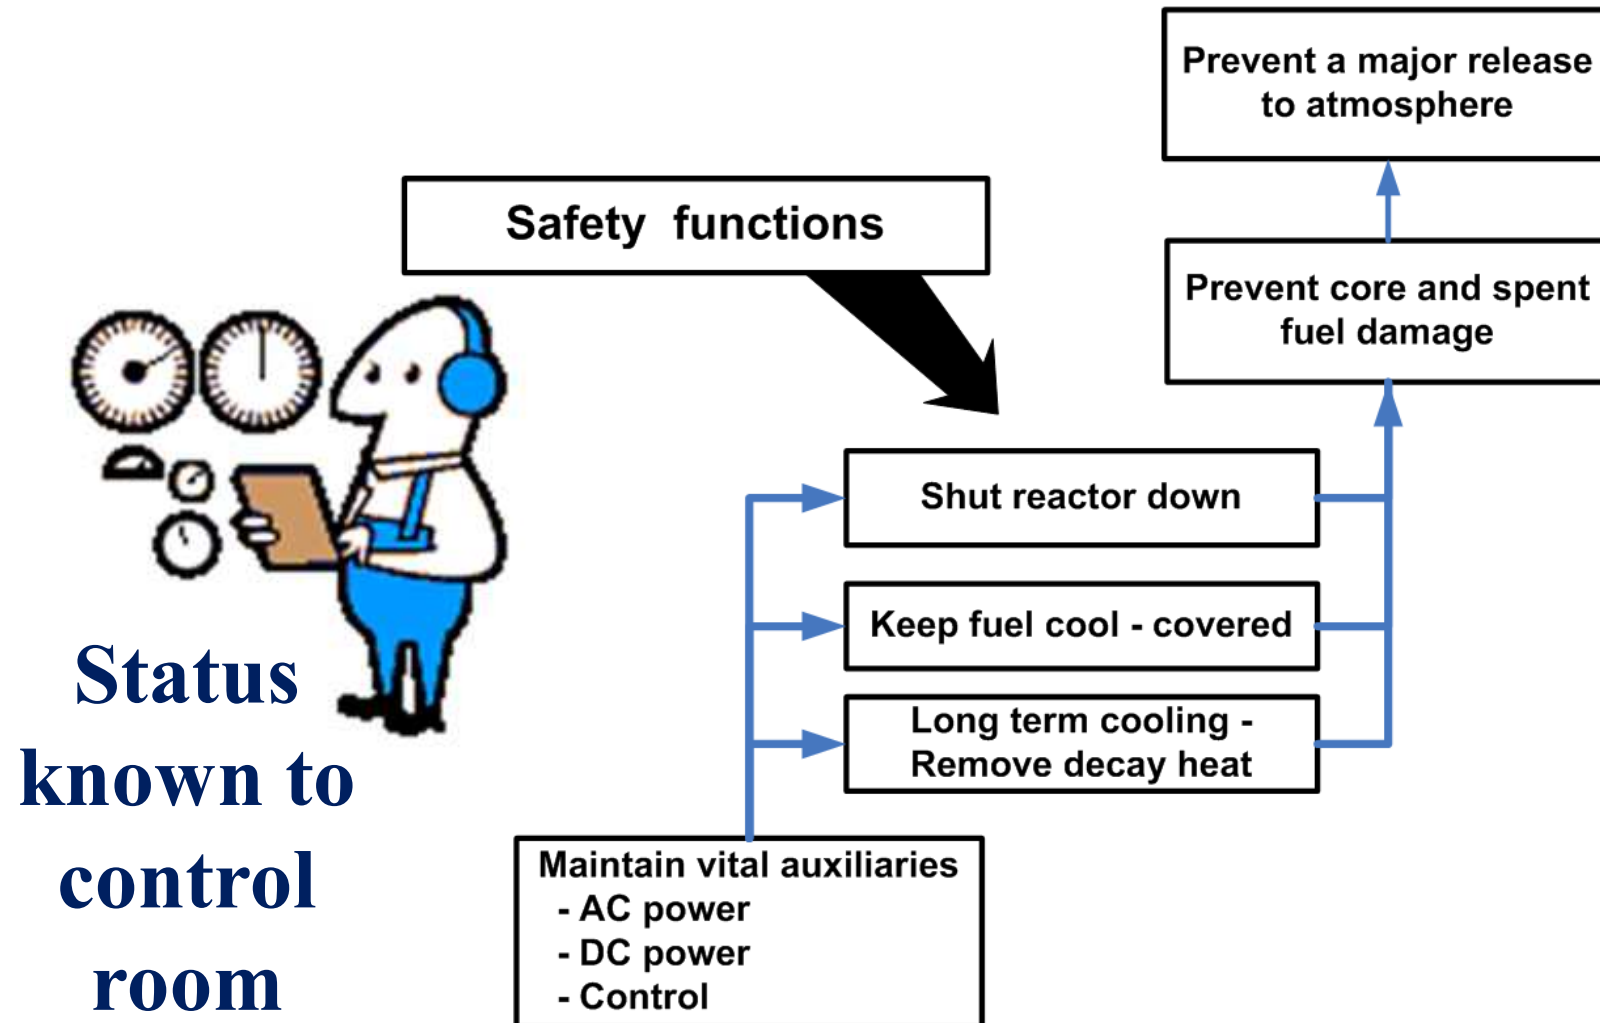 Prevent a major release
to atmosphere
Safety functions
Prevent core and spent
fuel damage
Shut reactor down
Keep fuel cool - covered
Long term cooling -
Remove decay heat
Status
known to
control
room
Maintain vital auxiliaries
- AC power
- DC power
- Control